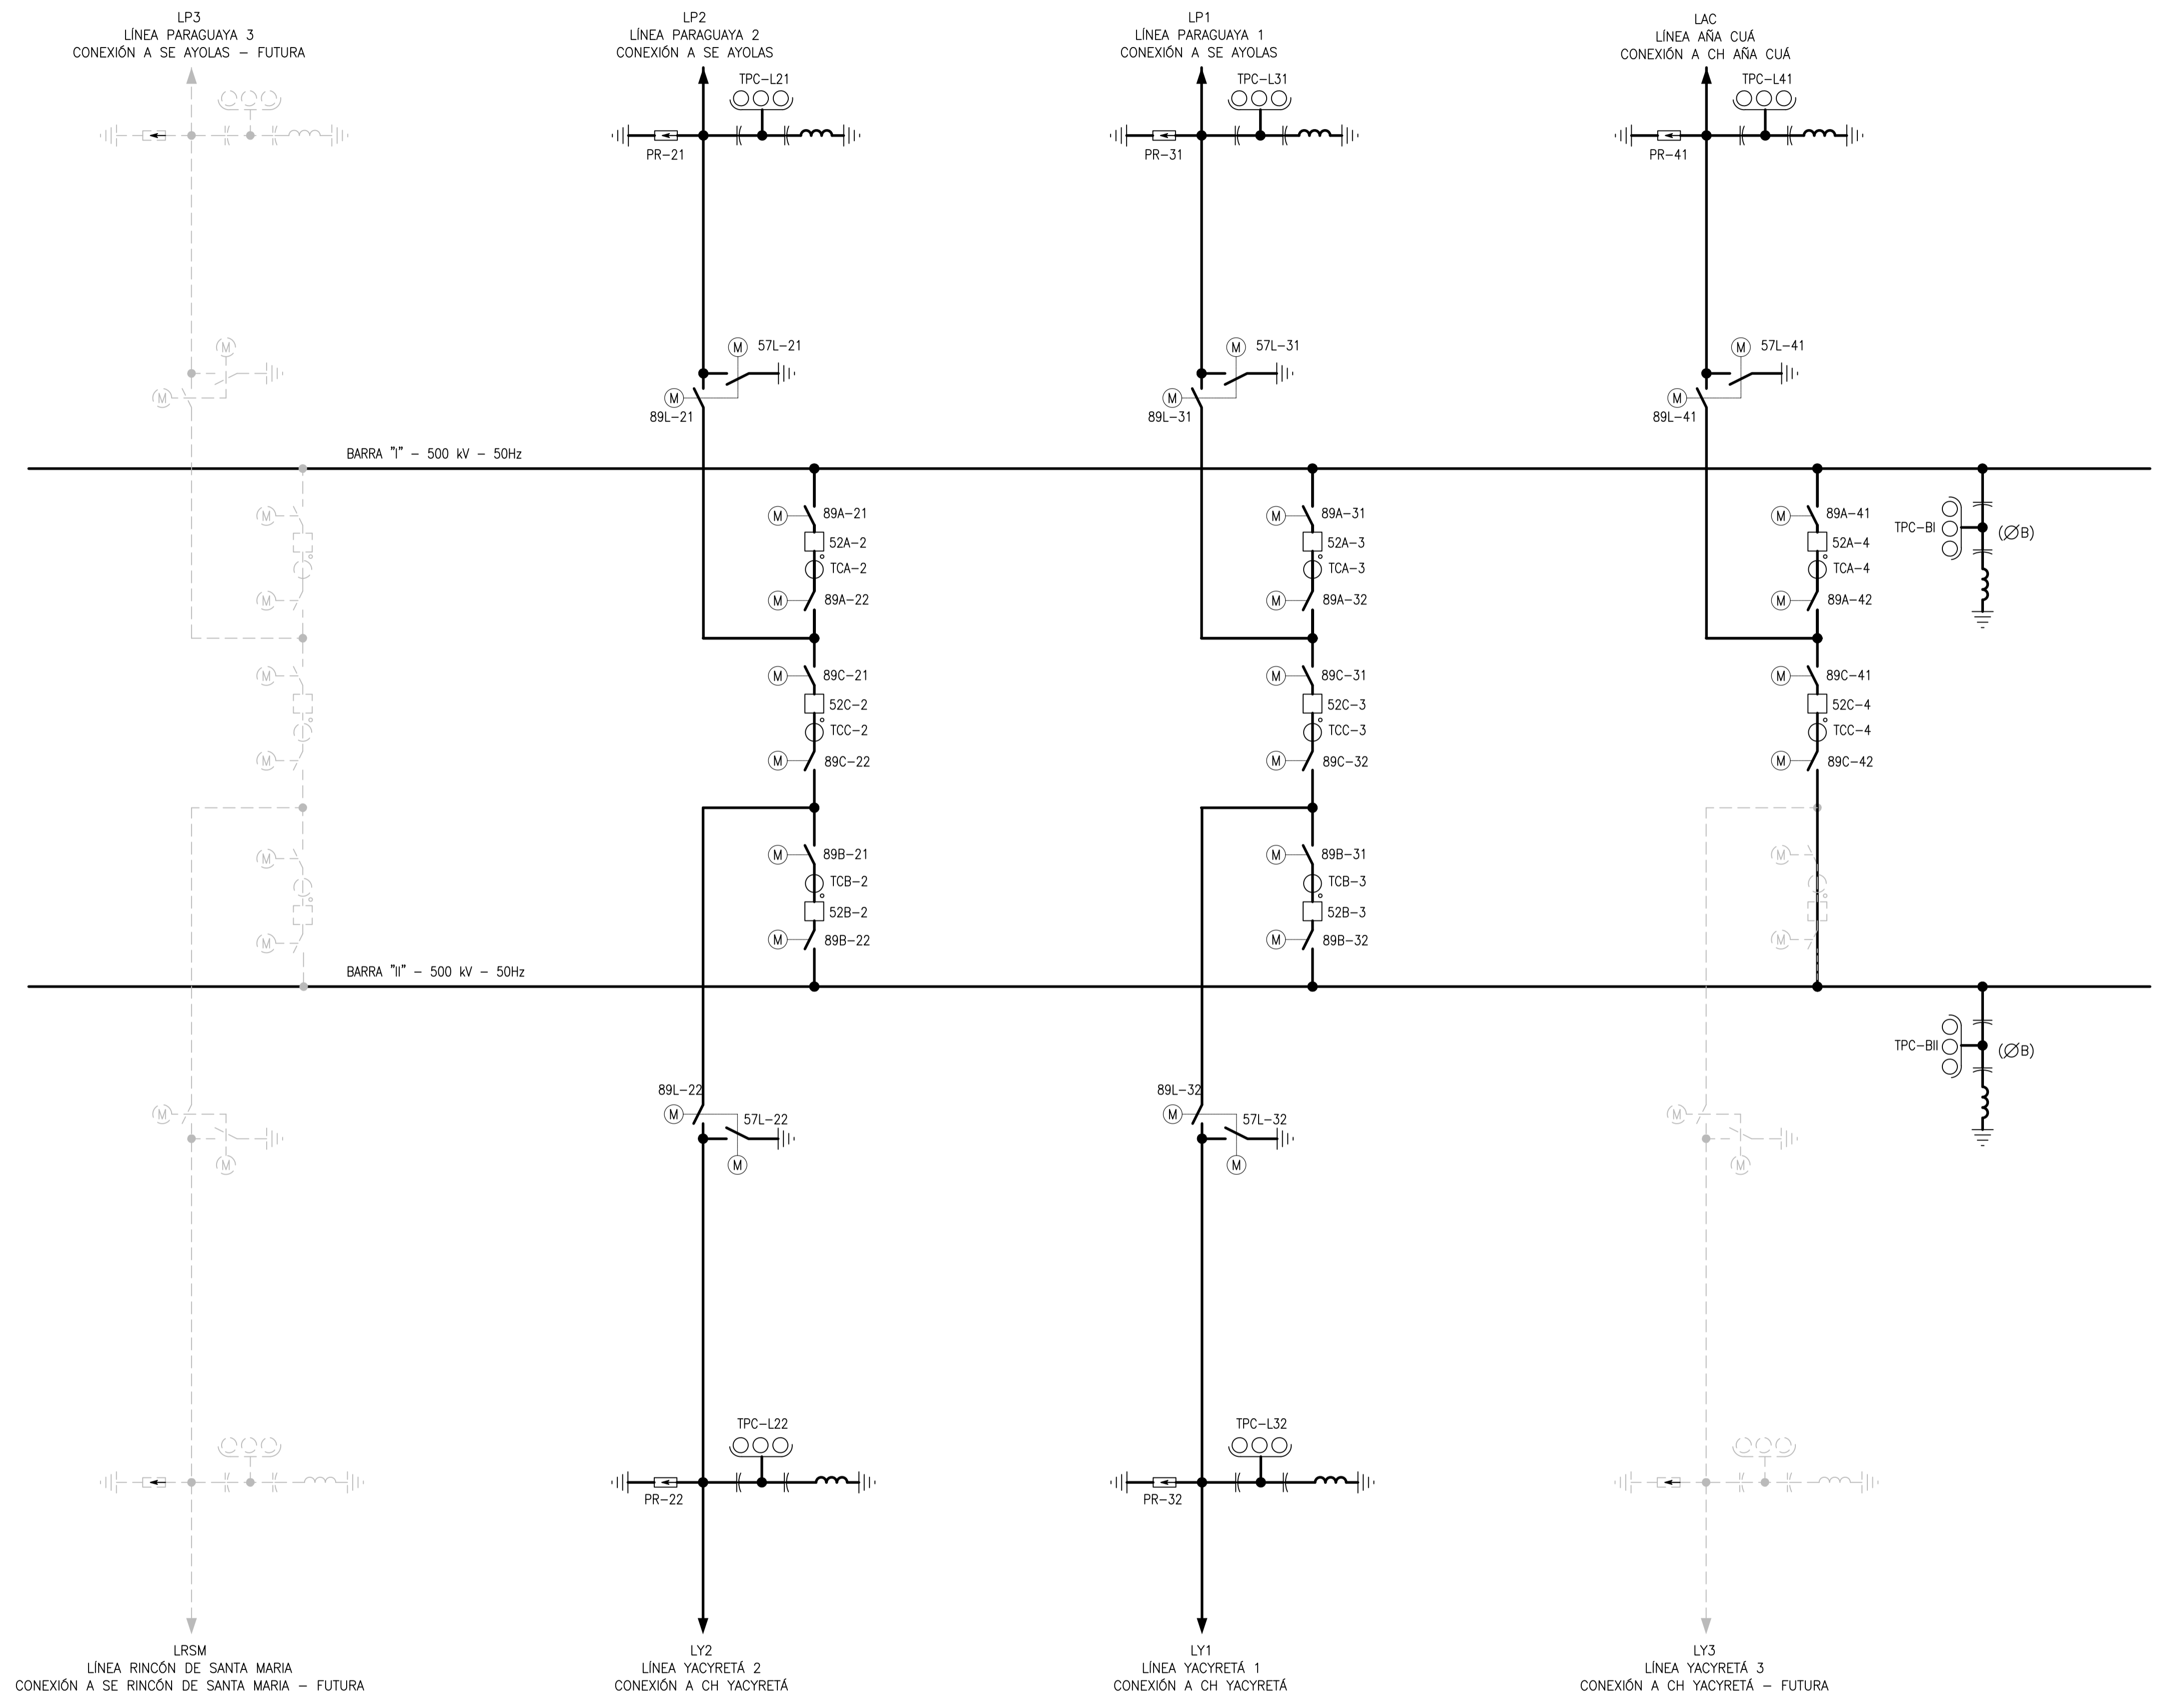 LP3
LÍNEA PARAGUAYA 3
CONEXIÓN A SE AYOLAS – FUTURA
LP2
LÍNEA PARAGUAYA 2
CONEXIÓN A SE AYOLAS
LP1
LÍNEA PARAGUAYA 1
CONEXIÓN A SE AYOLAS
LAC
LÍNEA AÑA CUÁ
CONEXIÓN A CH AÑA CUÁ
TPC–L21
TPC–L31
TPC–L41
PR–21
PR–31
PR–41
M
M 57L–21
M 57L–31
M 57L–41
M
M
M
M
89L–21
89L–31
89L–41
BARRA "I" – 500 kV – 50Hz
M
M 89A–21
M 89A–31
M 89A–41
TPC–BI
(ØB)
52A–2
52A–3
52A–4
TCA–2
TCA–3
TCA–4
M
M 89A–22
M 89A–32
M 89A–42
M
M 89C–21
M 89C–31
M 89C–41
52C–2
52C–3
52C–4
TCC–2
TCC–3
TCC–4
M
M 89C–22
M 89C–32
M 89C–42
M
M 89B–21
M 89B–31
M
TCB–2
TCB–3
52B–2
52B–3
M
M 89B–22
M 89B–32
M
BARRA "II" – 500 kV – 50Hz
TPC–BII
(ØB)
89L–22
89L–32
M
M
M
M
57L–22
57L–32
M
M
M
M
TPC–L22
TPC–L32
PR–22
PR–32
LRSM
LÍNEA RINCÓN DE SANTA MARIA
CONEXIÓN A SE RINCÓN DE SANTA MARIA – FUTURA
LY2
LÍNEA YACYRETÁ 2
CONEXIÓN A CH YACYRETÁ
LY1
LÍNEA YACYRETÁ 1
CONEXIÓN A CH YACYRETÁ
LY3
LÍNEA YACYRETÁ 3
CONEXIÓN A CH YACYRETÁ – FUTURA